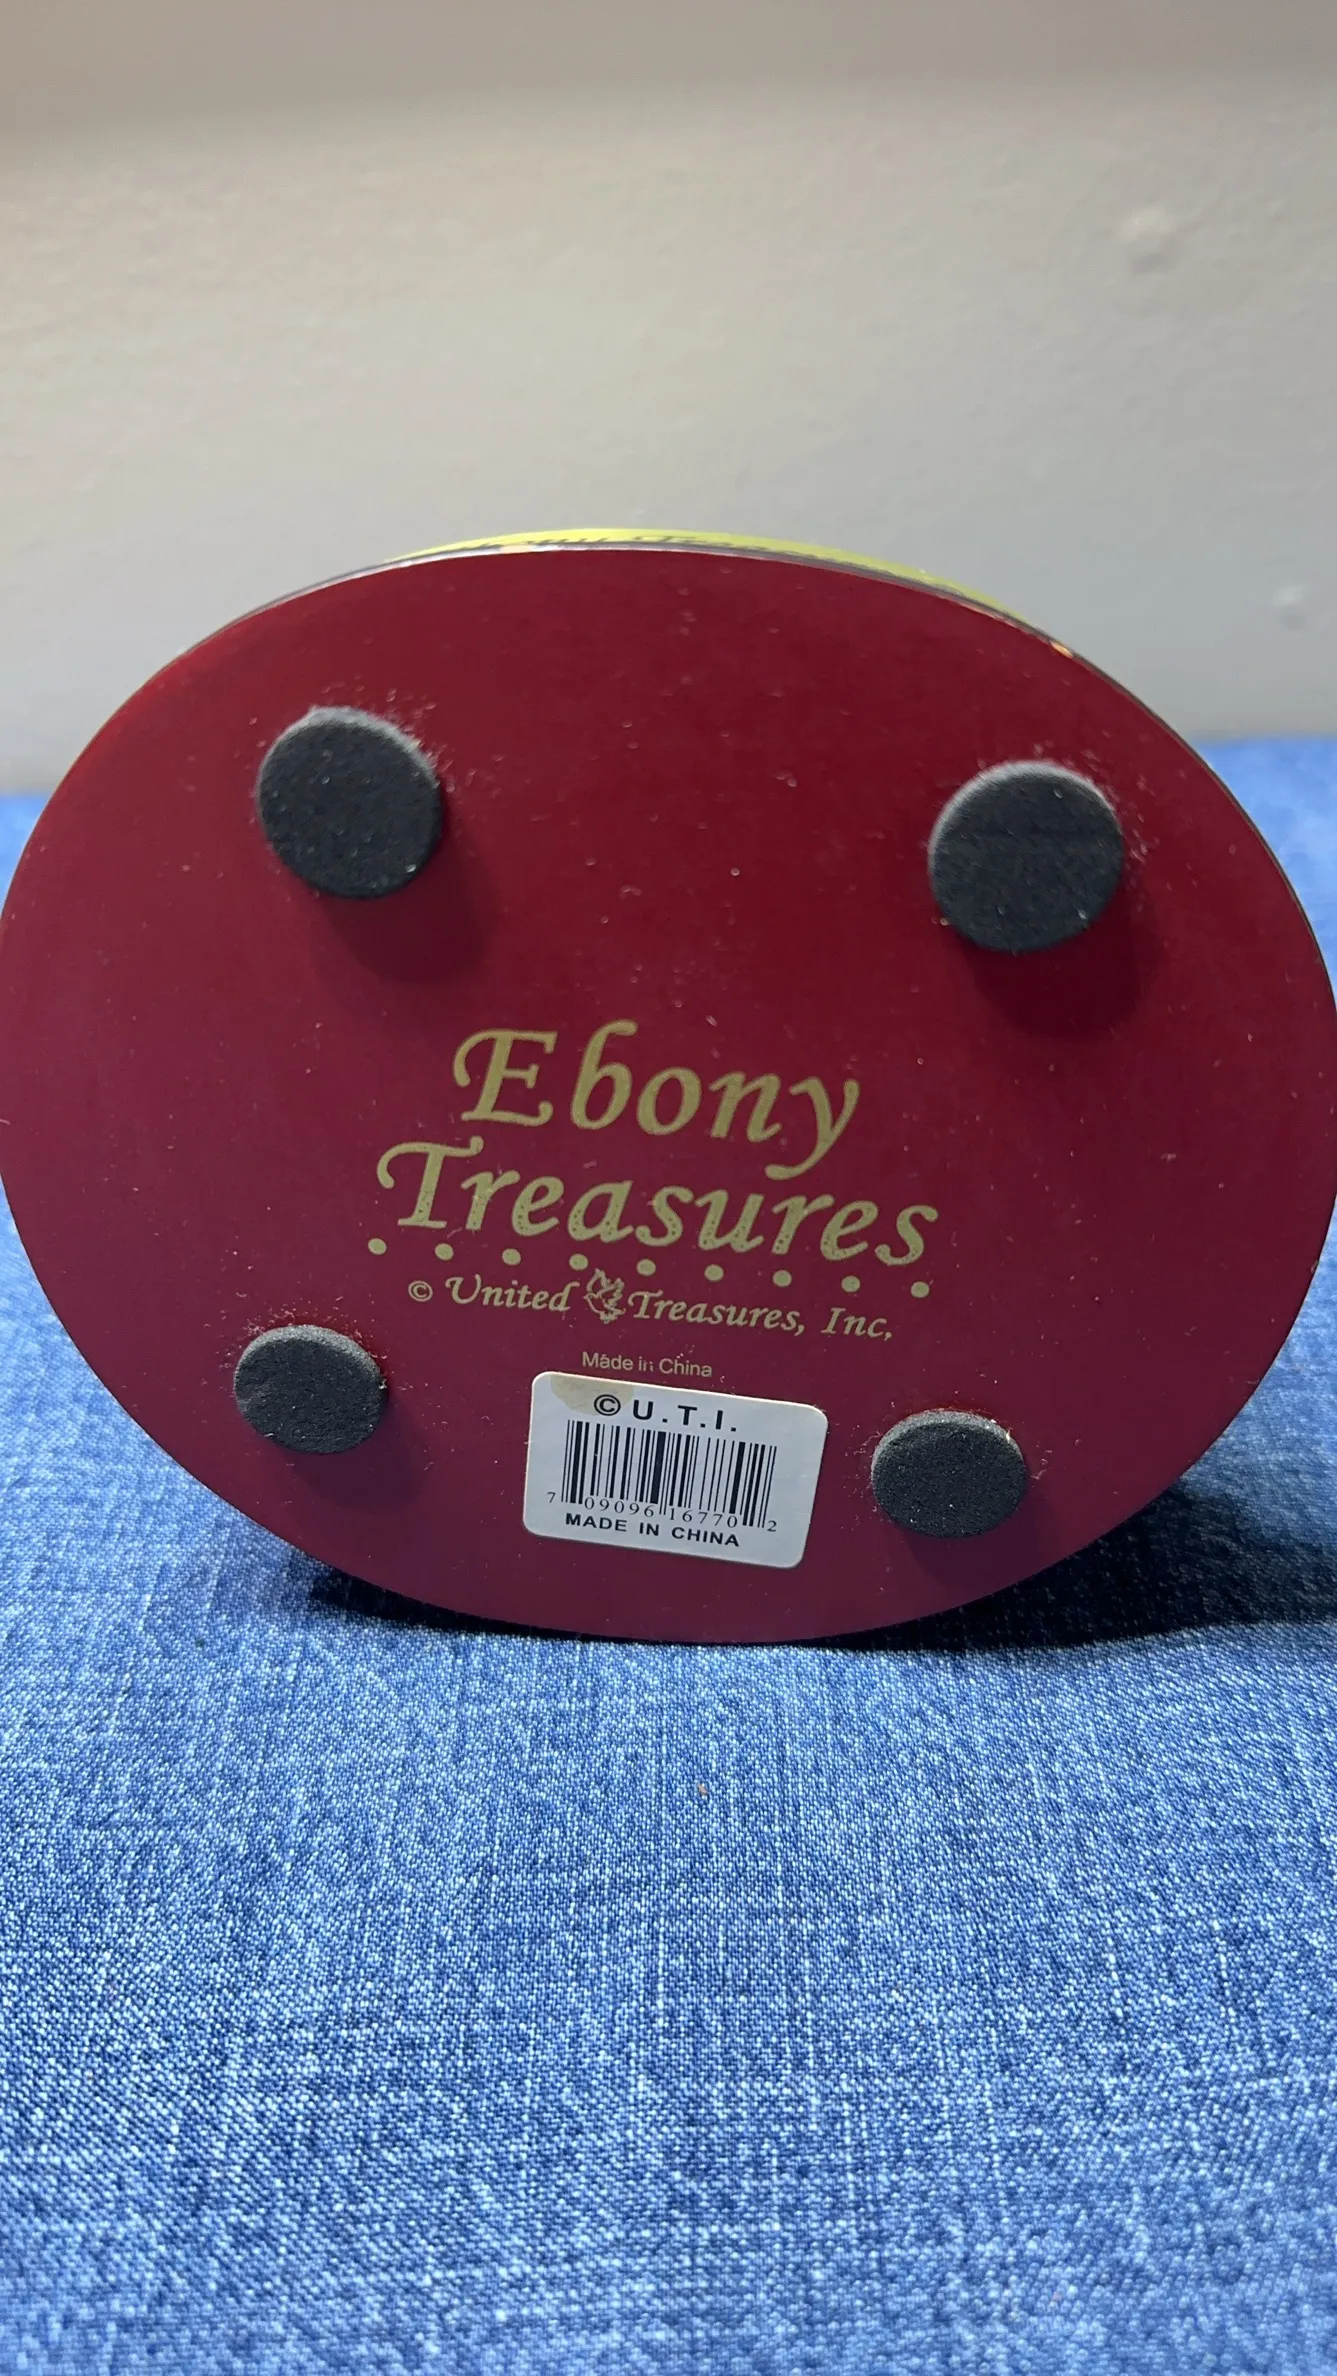 Ebony
Treasures
© United Treasures, Inc.
Made in China
© U.T.I.
7 09096 16770 2
MADE IN CHINA